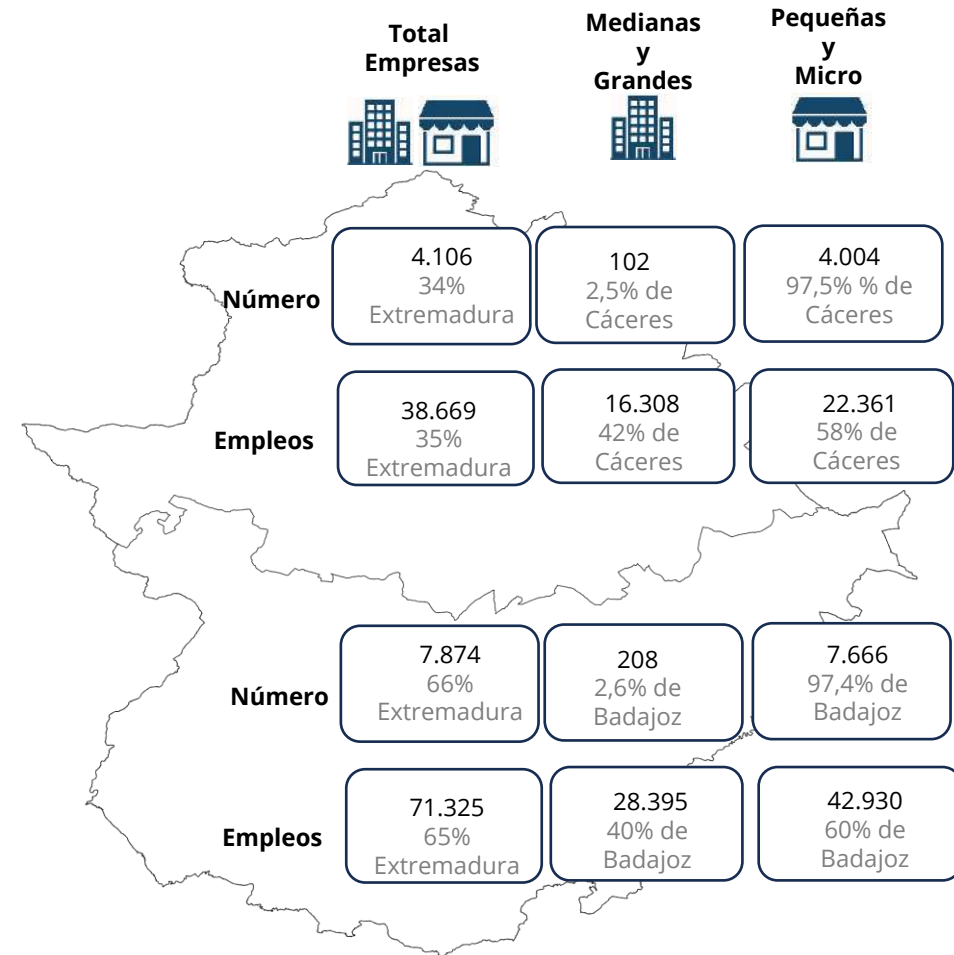 Total
Empresas
Medianas
y
Grandes
Pequeñas
y
Micro
Número
4.106
34%
Extremadura
102
2,5% de
Cáceres
4.004
97,5% % de
Cáceres
Empleos
38.669
35%
Extremadura
16.308
42% de
Cáceres
22.361
58% de
Cáceres
Número
7.874
66%
Extremadura
208
2,6% de
Badajoz
7.666
97,4% de
Badajoz
Empleos
71.325
65%
Extremadura
28.395
40% de
Badajoz
42.930
60% de
Badajoz